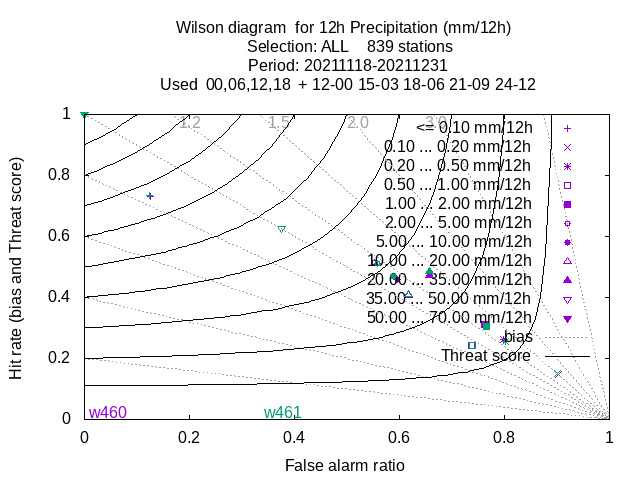 Wilson diagram  for 12h Precipitation (mm/12h)
Selection: ALL    839 stations
Period: 20211118-20211231
Used  00,06,12,18  + 12-00 15-03 18-06 21-09 24-12
1.2 1.5 2.0 3.0
<= 0.10 mm/12h
0.10 ... 0.20 mm/12h
0.20 ... 0.50 mm/12h
0.50 ... 1.00 mm/12h
1.00 ... 2.00 mm/12h
2.00 ... 5.00 mm/12h
5.00 ... 10.00 mm/12h
10.00 ... 20.00 mm/12h
20.00 ... 35.00 mm/12h
35.00 ... 50.00 mm/12h
50.00 ... 70.00 mm/12h
bias
Threat score
Hit rate (bias and Threat score)
1
0.8
0.6
0.4
0.2
0
w460 w461
0 0.2 0.4 0.6 0.8 1
False alarm ratio